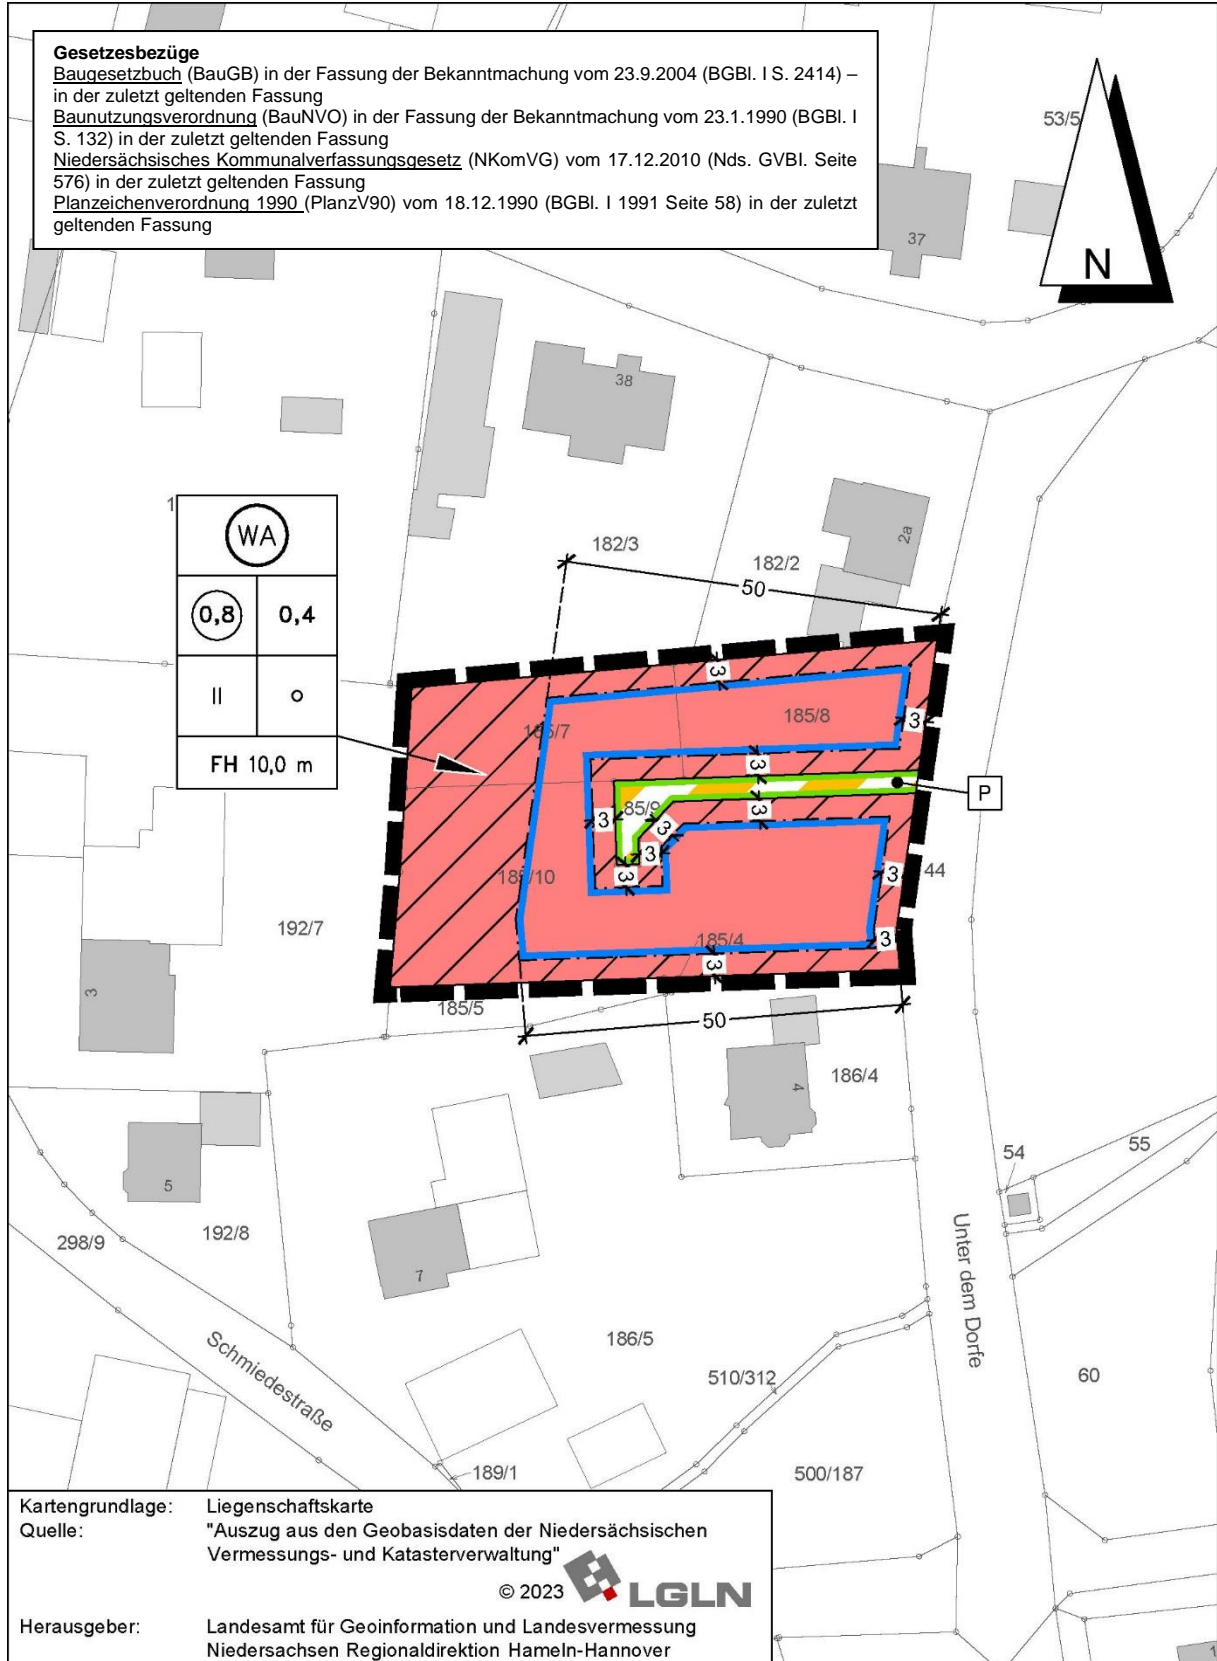 Gesetzesbezüge
Baugesetzbuch (BauGB) in der Fassung der Bekanntmachung vom 23.9.2004 (BGBl. I S. 2414) –
in der zuletzt geltenden Fassung
Baunutzungsverordnung (BauNVO) in der Fassung der Bekanntmachung vom 23.1.1990 (BGBl. I
S. 132) in der zuletzt geltenden Fassung
Niedersächsisches Kommunalverfassungsgesetz (NKomVG) vom 17.12.2010 (Nds. GVBl. Seite
576) in der zuletzt geltenden Fassung
Planzeichenverordnung 1990 (PlanzV90) vom 18.12.1990 (BGBl. I 1991 Seite 58) in der zuletzt
geltenden Fassung
53/5
37
N
38
1
WA
0,8 0,4
II o
FH 10,0 m
182/3
182/2
2a
50
3
185/8
3
3
P
85/9
3
3
3
3
3
3
44
185/10
185/4
3
3
192/7
3
185/5
50
186/4
4
54
55
5
192/8
298/9
7
Unter dem Dorfe
Schmiedestraße
186/5
510/312
60
189/1
500/187
Kartengrundlage: Liegenschaftskarte
Quelle: "Auszug aus den Geobasisdaten der Niedersächsischen
Vermessungs- und Katasterverwaltung"
© 2023 LGLN
Herausgeber: Landesamt für Geoinformation und Landesvermessung
Niedersachsen Regionaldirektion Hameln-Hannover
1